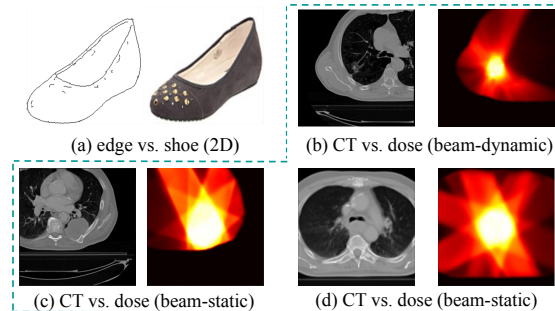 (a) edge vs. shoe (2D)
(b) CT vs. dose (beam-dynamic)
(c) CT vs. dose (beam-static)
(d) CT vs. dose (beam-static)